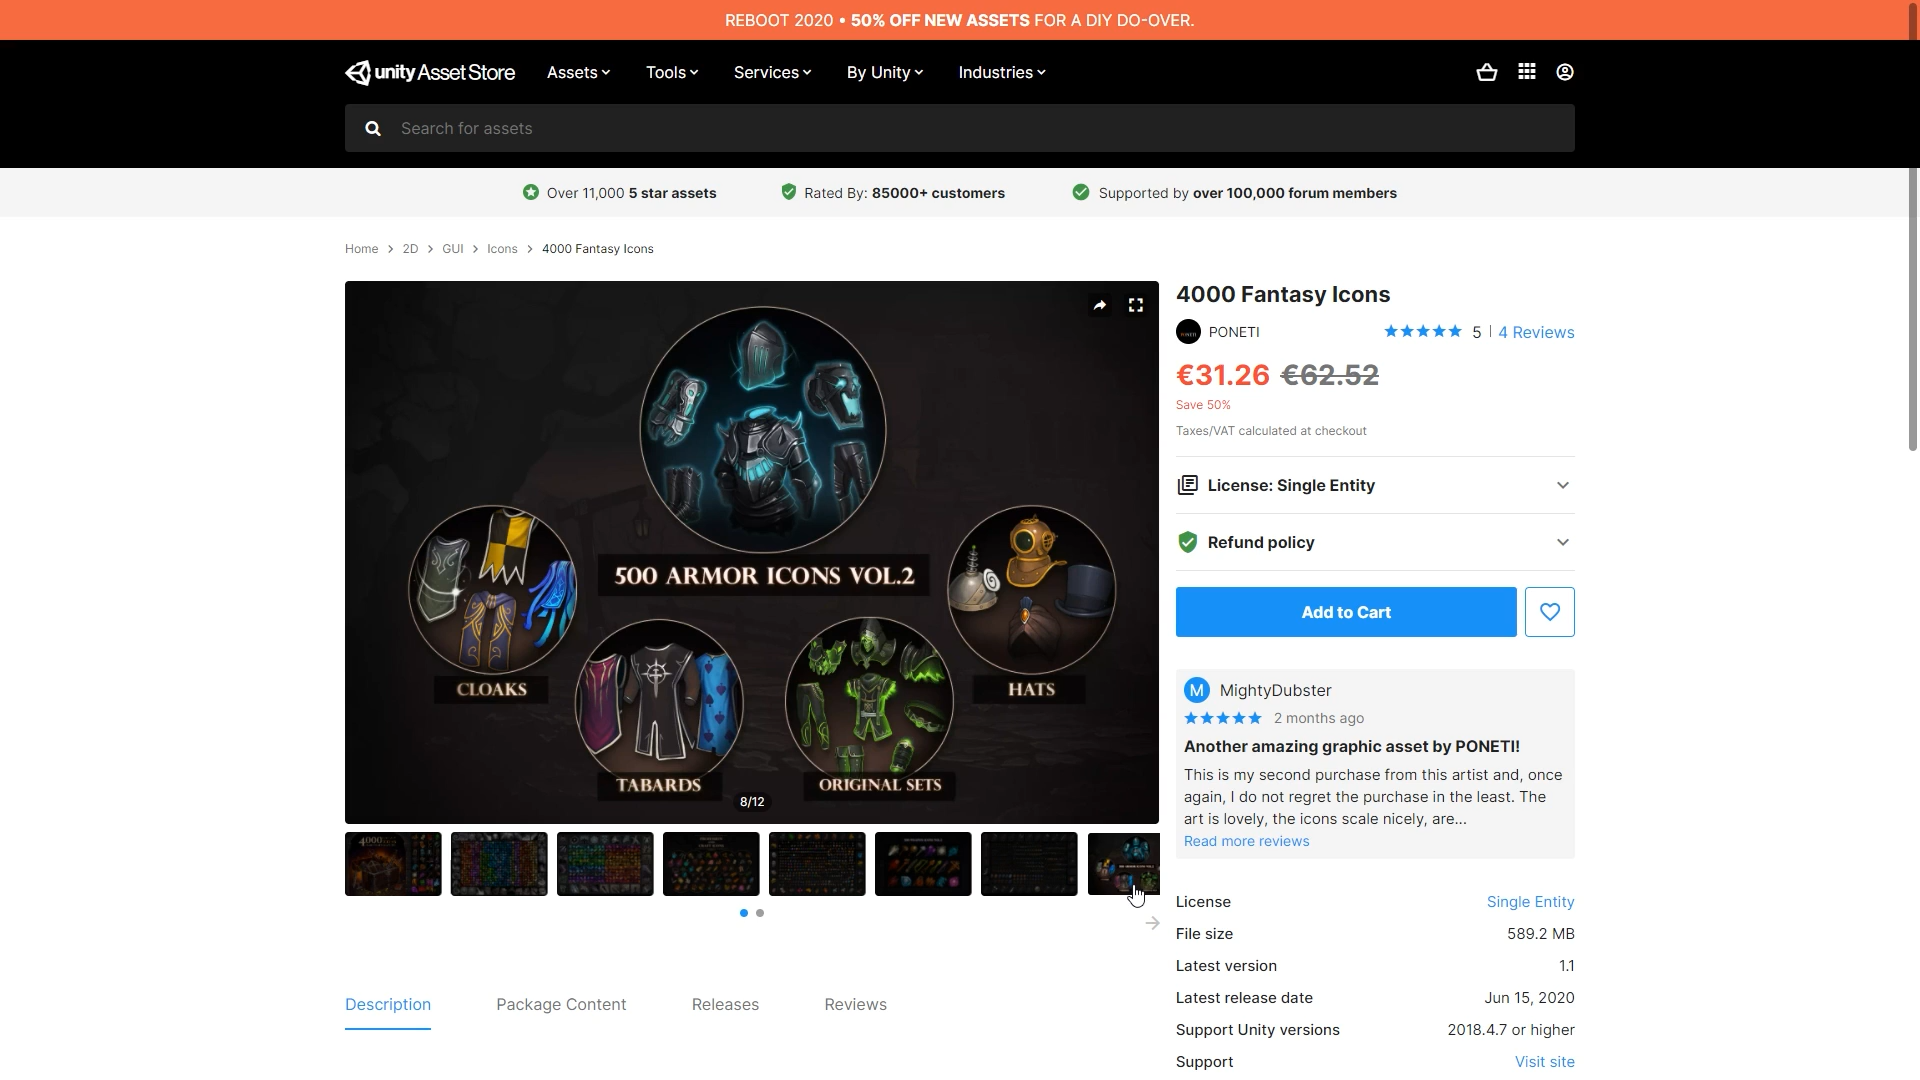 REBOOT 2020 • 50% OFF NEW ASSETS FOR A DIY DO-OVER.
unity Asset Store
Assets
Tools
Services
By Unity
Industries
Search for assets
Over 11,000 5 star assets
Rated By: 85000+ customers
Supported by over 100,000 forum members
Home > 2D > GUI > Icons > 4000 Fantasy Icons
500 ARMOR ICONS VOL.2
CLOAKS
HATS
TABARDS
ORIGINAL SETS
8/12
4000
4000 Fantasy Icons
PONETI
5 | 4 Reviews
€31.26 €62.52
Save 50%
Taxes/VAT calculated at checkout
License: Single Entity
Refund policy
Add to Cart
M MightyDubster
2 months ago
Another amazing graphic asset by PONETI!
This is my second purchase from this artist and, once
again, I do not regret the purchase in the least. The
art is lovely, the icons scale nicely, are...
Read more reviews
License Single Entity
File size 589.2 MB
Latest version 1.1
Latest release date Jun 15, 2020
Support Unity versions 2018.4.7 or higher
Support Visit site
Description
Package Content
Releases
Reviews